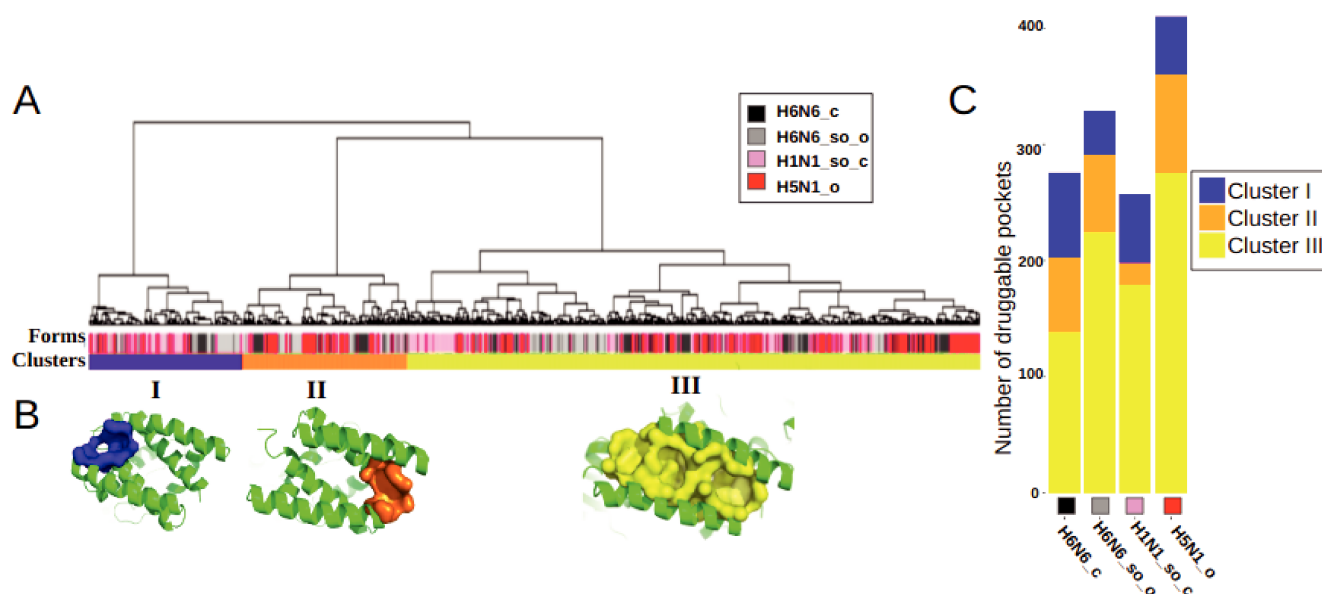 A
H6N6_c
H6N6_so_o
H1N1_so_c
H5N1_o
Forms
Clusters
I
II
III
B
C
Number of druggable pockets
400
300
200
100
0
Cluster I
Cluster II
Cluster III
H6N6_c
H6N6_so_o
H1N1_so_c
H5N1_o